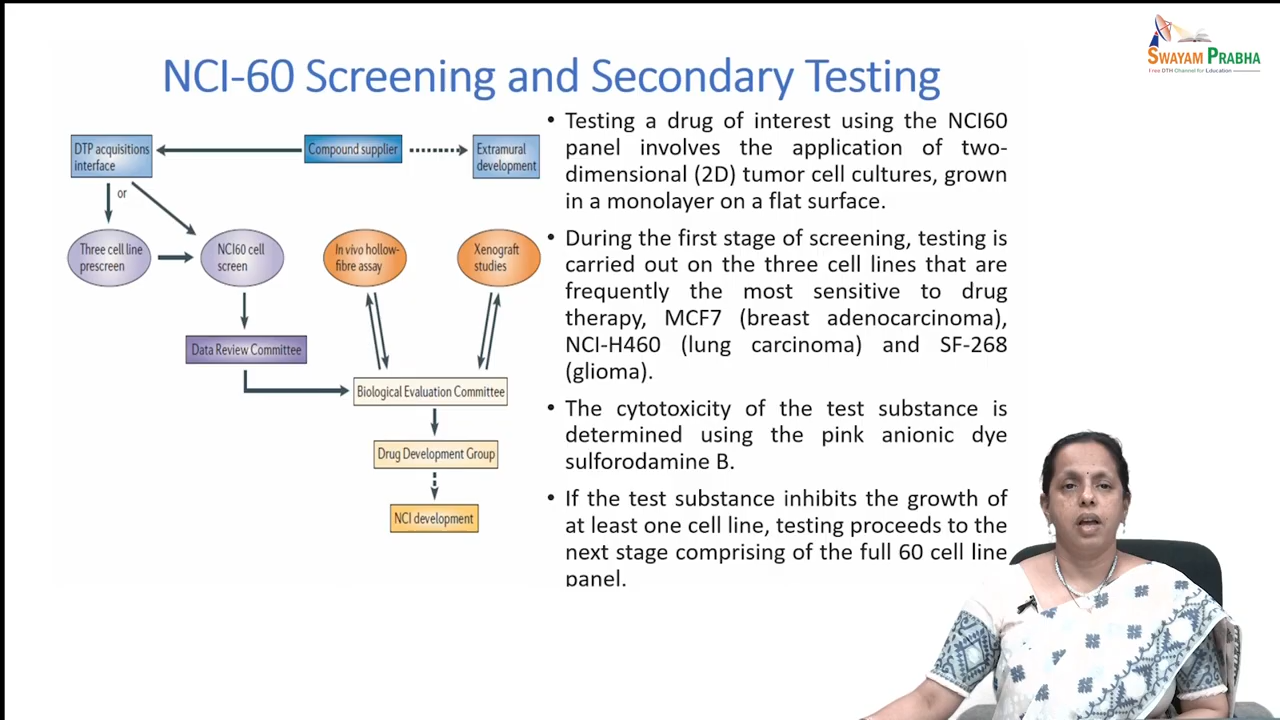 SWAYAM PRABHA
Free DTH Channel for Education
NCI-60 Screening and Secondary Testing
DTP acquisitions
interface
Compound supplier
Extramural
development
or
Three cell line
prescreen
NCI60 cell
screen
In vivo hollow-
fibre assay
Xenograft
studies
Data Review Committee
Biological Evaluation Committee
Drug Development Group
NCI development
• Testing a drug of interest using the NCI60
panel involves the application of two-
dimensional (2D) tumor cell cultures, grown
in a monolayer on a flat surface.
• During the first stage of screening, testing is
carried out on the three cell lines that are
frequently the most sensitive to drug
therapy, MCF7 (breast adenocarcinoma),
NCI-H460 (lung carcinoma) and SF-268
(glioma).
• The cytotoxicity of the test substance is
determined using the pink anionic dye
sulforodamine B.
• If the test substance inhibits the growth of
at least one cell line, testing proceeds to the
next stage comprising of the full 60 cell line
panel.